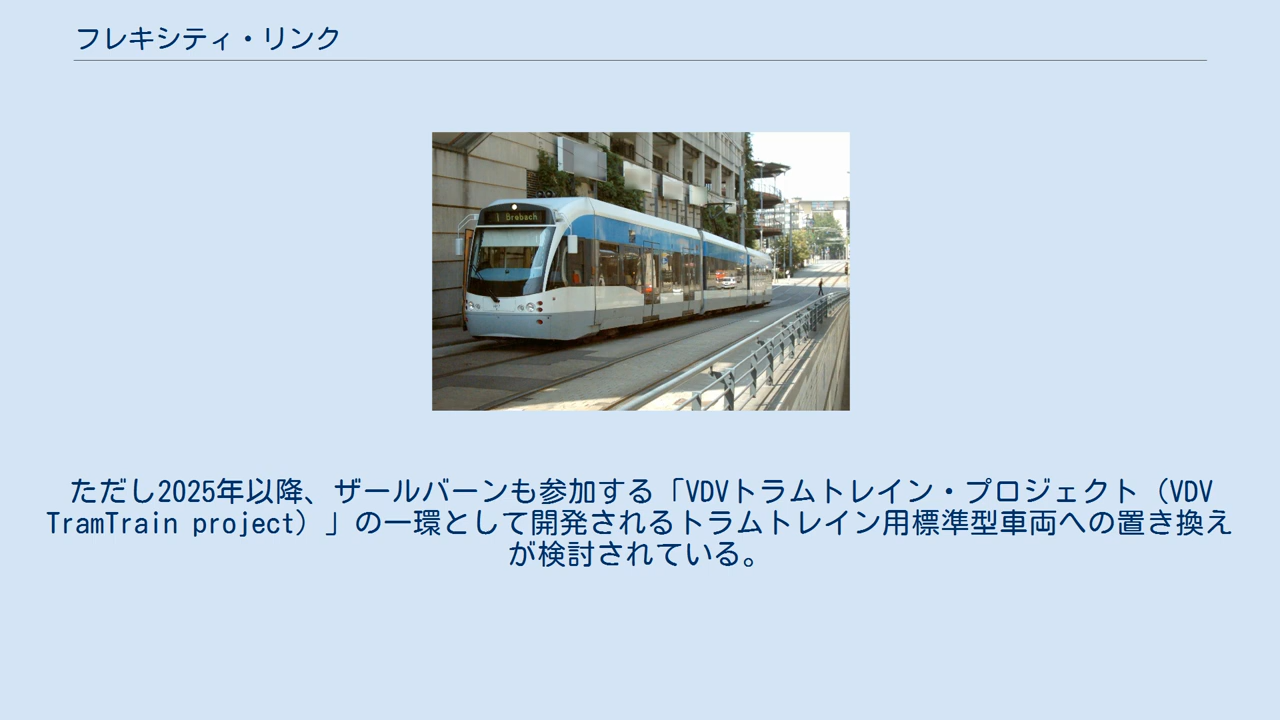 フレキシティ・リンク
1 Brebach
ただし2025年以降、ザールバーンも参加する「VDVトラムトレイン・プロジェクト（VDV
TramTrain project）」の一環として開発されるトラムトレイン用標準型車両への置き換え
が検討されている。